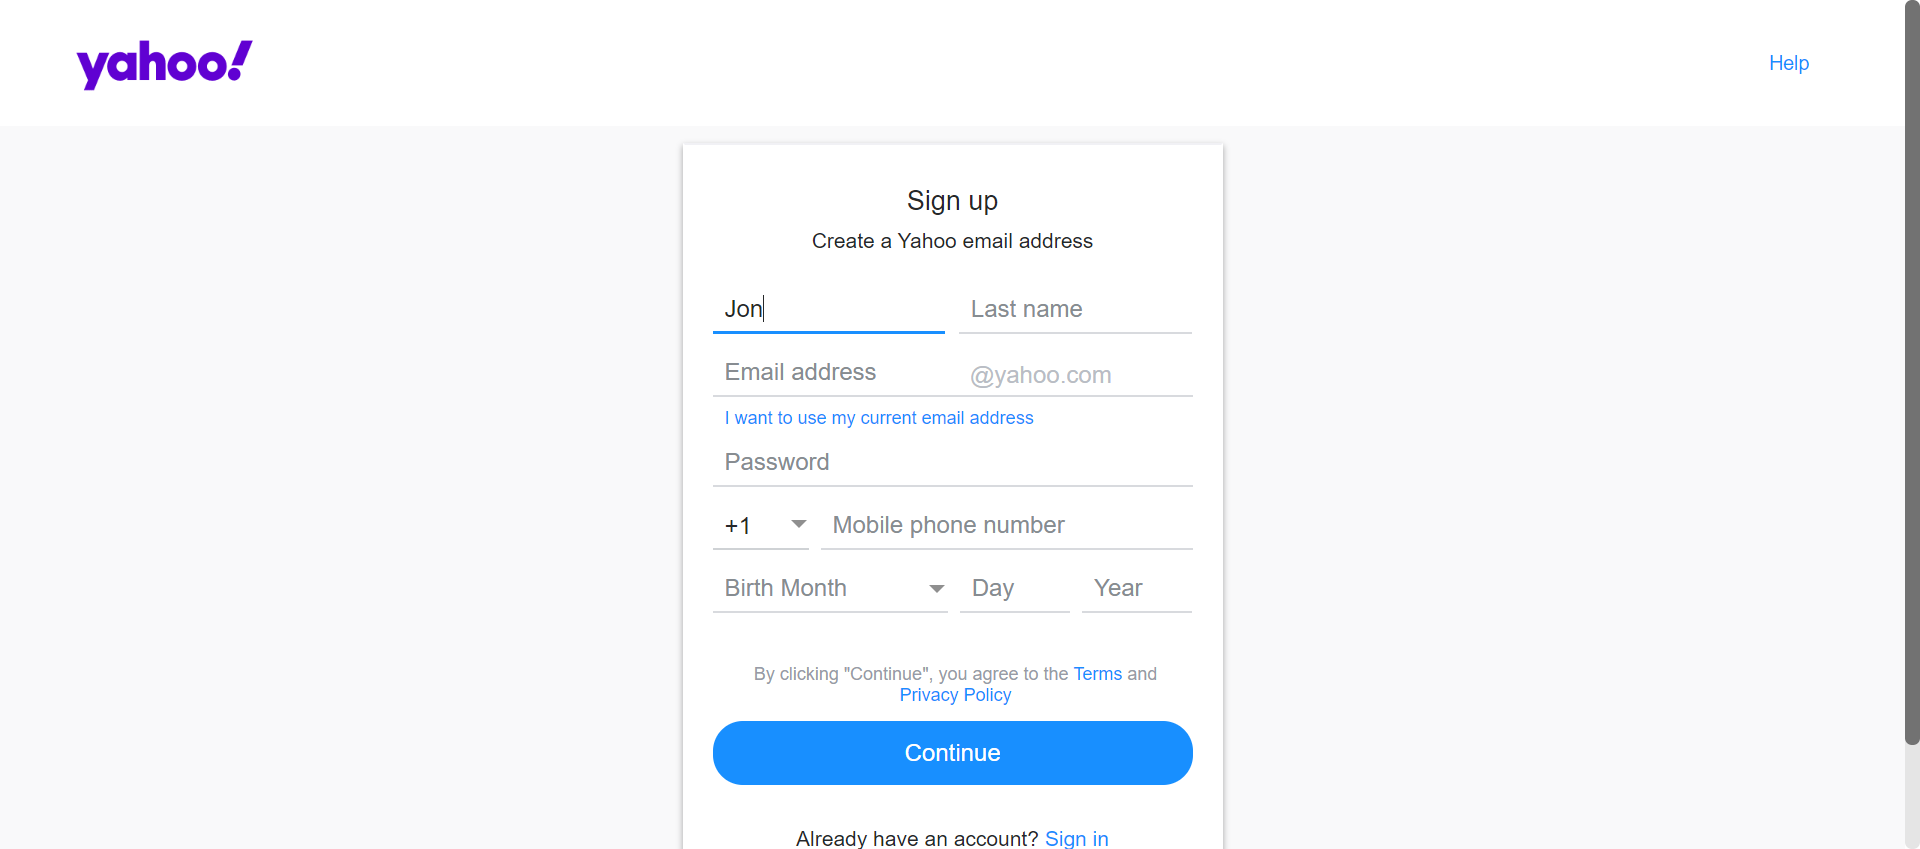 yahoo!
Help
Sign up
Create a Yahoo email address
Jon
Last name
Email address
@yahoo.com
I want to use my current email address
Password
+1
Mobile phone number
Birth Month
Day
Year
By clicking "Continue", you agree to the Terms and
Privacy Policy
Continue
Already have an account? Sign in